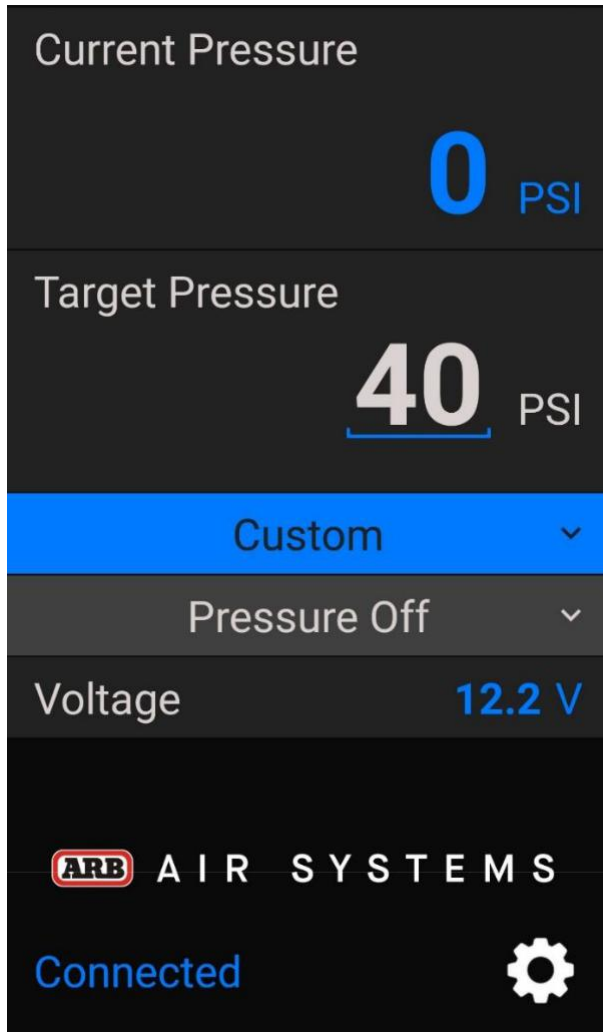 Current Pressure
0 PSI
Target Pressure
40 PSI
Custom
Pressure Off
Voltage 12.2 V
ARB AIR SYSTEMS
Connected